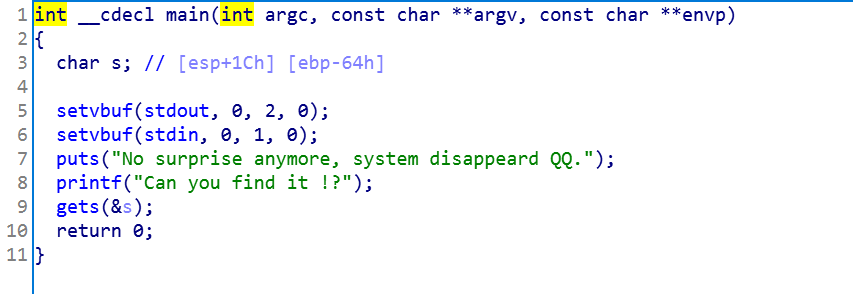 1 int __cdecl main(int argc, const char **argv, const char **envp)
2 {
3   char s; // [esp+1Ch] [ebp-64h]
4
5   setvbuf(stdout, 0, 2, 0);
6   setvbuf(stdin, 0, 1, 0);
7   puts("No surprise anymore, system disappeard QQ.");
8   printf("Can you find it !?");
9   gets(&s);
10   return 0;
11 }